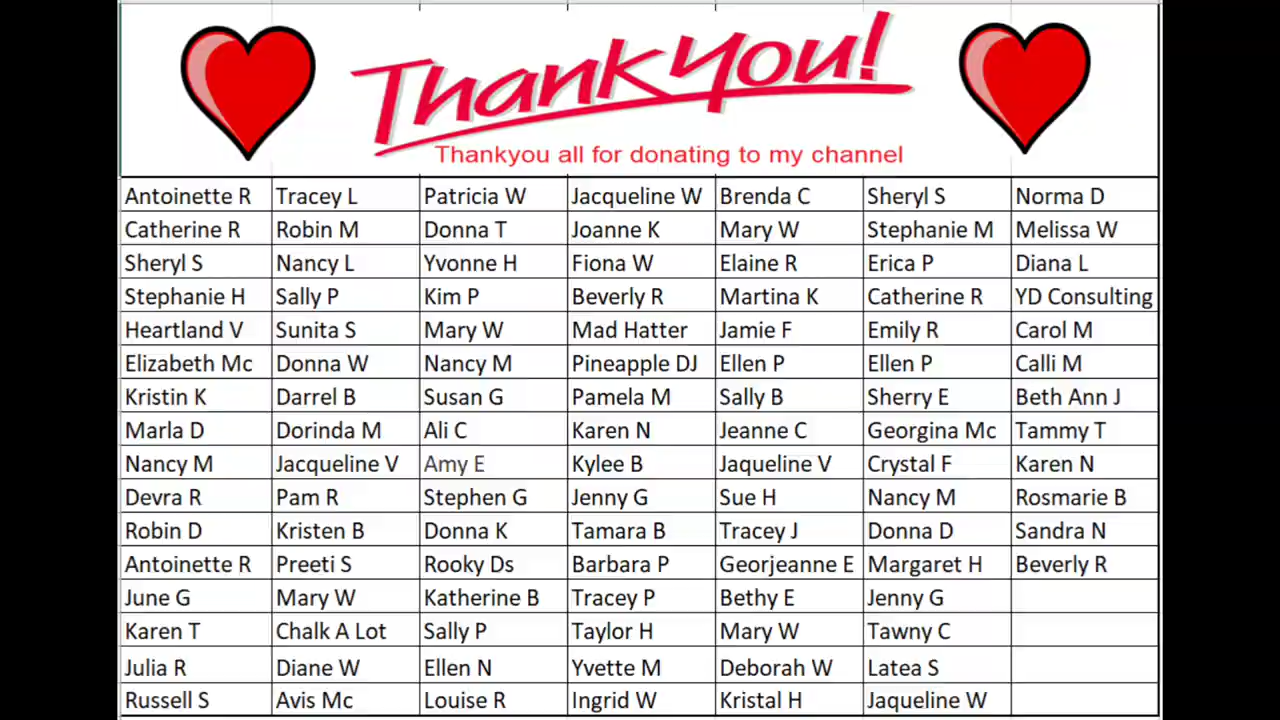 Thank you!
Thankyou all for donating to my channel
Antoinette R Tracey L Patricia W Jacqueline W Brenda C Sheryl S Norma D
Catherine R Robin M Donna T Joanne K Mary W Stephanie M Melissa W
Sheryl S Nancy L Yvonne H Fiona W Elaine R Erica P Diana L
Stephanie H Sally P Kim P Beverly R Martina K Catherine R YD Consulting
Heartland V Sunita S Mary W Mad Hatter Jamie F Emily R Carol M
Elizabeth Mc Donna W Nancy M Pineapple DJ Ellen P Ellen P Calli M
Kristin K Darrel B Susan G Pamela M Sally B Sherry E Beth Ann J
Marla D Dorinda M Ali C Karen N Jeanne C Georgina Mc Tammy T
Nancy M Jacqueline V Amy E Kylee B Jaqueline V Crystal F Karen N
Devra R Pam R Stephen G Jenny G Sue H Nancy M Rosmarie B
Robin D Kristen B Donna K Tamara B Tracey J Donna D Sandra N
Antoinette R Preeti S Rooky Ds Barbara P Georjeanne E Margaret H Beverly R
June G Mary W Katherine B Tracey P Bethy E Jenny G
Karen T Chalk A Lot Sally P Taylor H Mary W Tawny C
Julia R Diane W Ellen N Yvette M Deborah W Latea S
Russell S Avis Mc Louise R Ingrid W Kristal H Jaqueline W